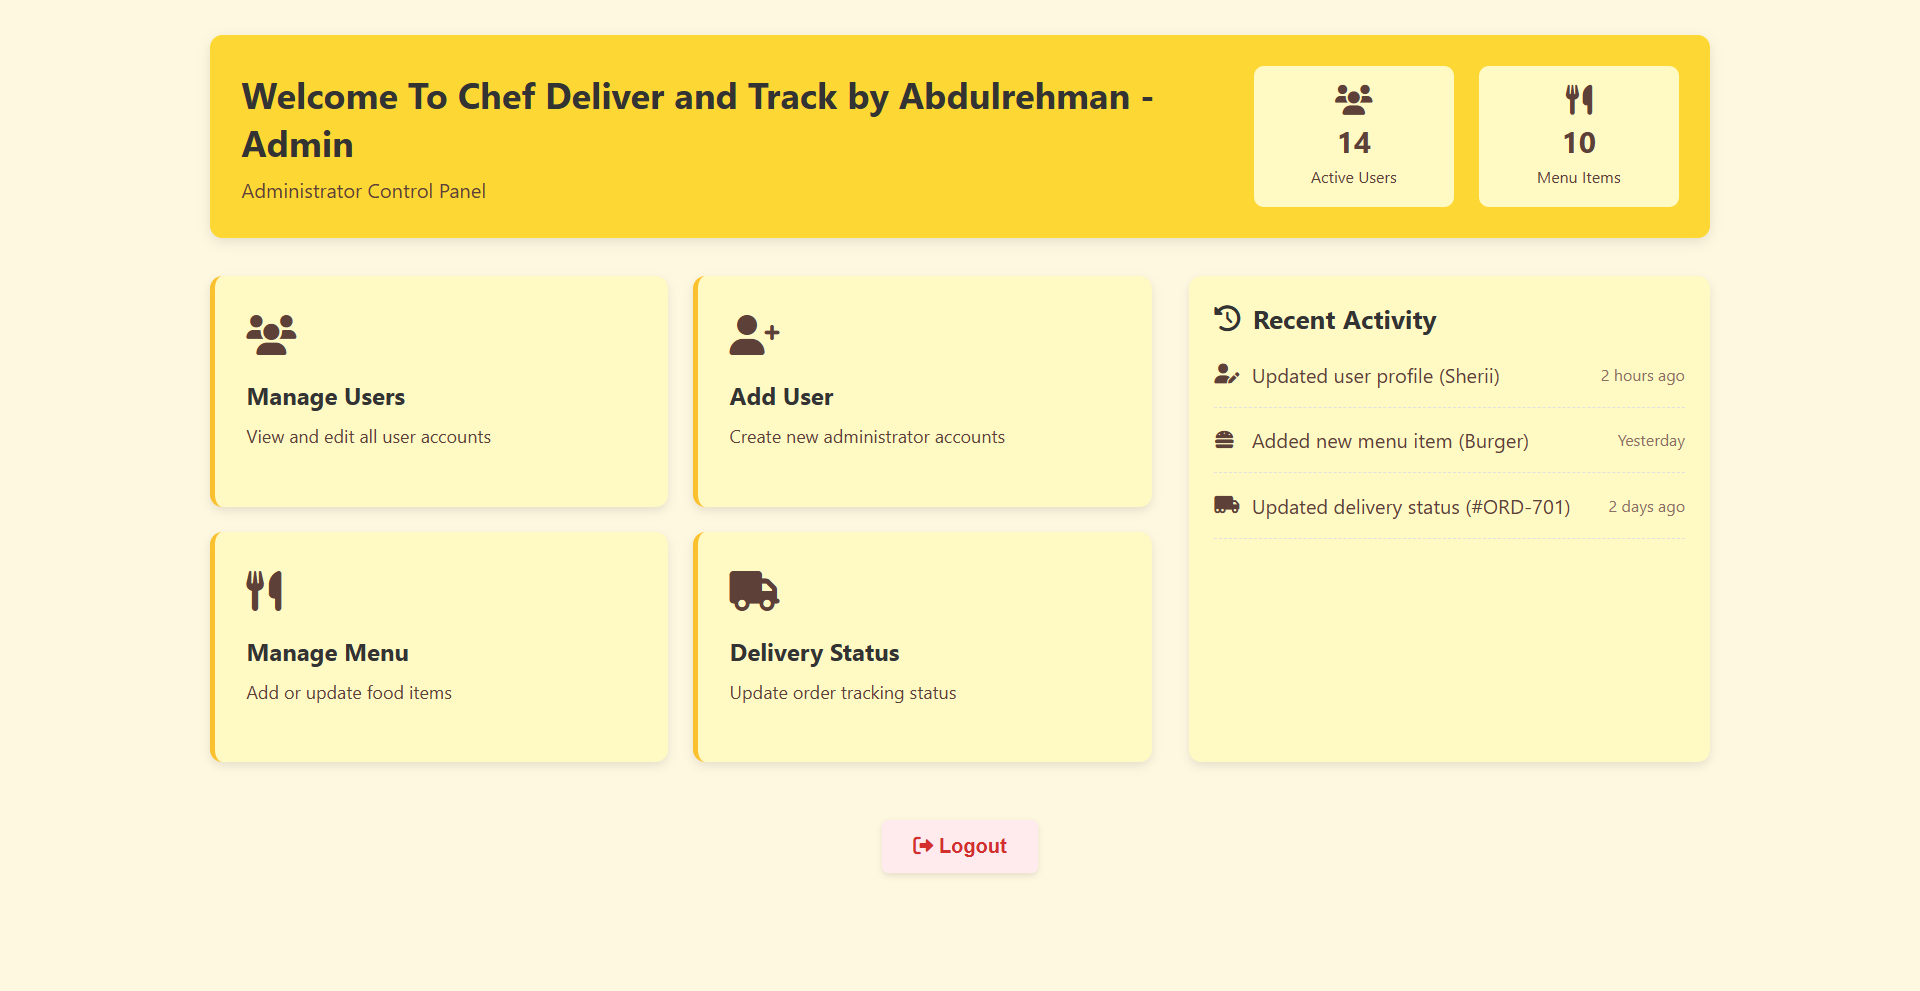 Welcome To Chef Deliver and Track by Abdulrehman -
Admin
Administrator Control Panel
14
Active Users
10
Menu Items
Manage Users
View and edit all user accounts
Add User
Create new administrator accounts
Manage Menu
Add or update food items
Delivery Status
Update order tracking status
Recent Activity
Updated user profile (Sherii) 2 hours ago
Added new menu item (Burger) Yesterday
Updated delivery status (#ORD-701) 2 days ago
Logout